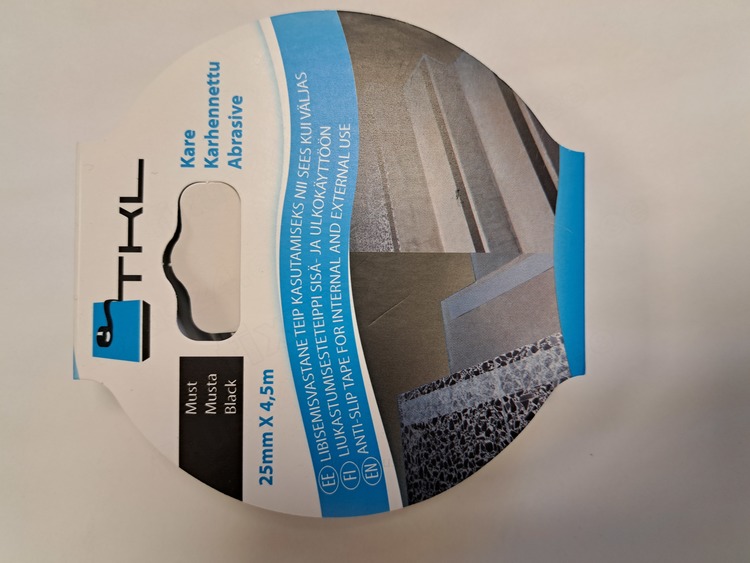 TKL
Kare
Karhennettu
Abrasive
Must
Musta
Black
25mm X 4,5m
EE LIBISEMISVASTANE TEIP KASUTAMISEKS NII SEES KUI VÄLJAS
FI LIUKASTUMISESTETEIPPI SISÄ- JA ULKOKÄYTTÖÖN
EN ANTI-SLIP TAPE FOR INTERNAL AND EXTERNAL USE